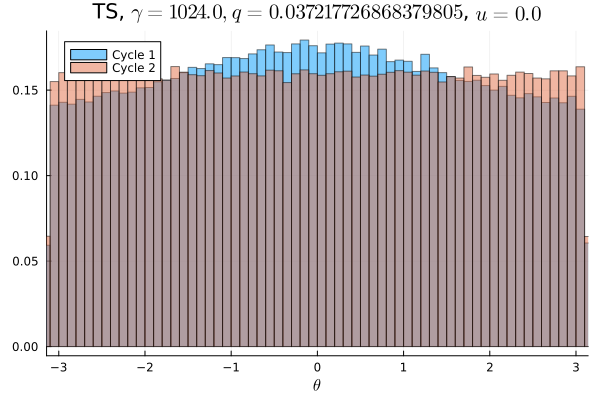 TS, γ = 1024.0, q = 0.037217726868379805, u = 0.0
Cycle 1
Cycle 2
0.15
0.10
0.05
0.00
−3 −2 −1 0 1 2 3
θ